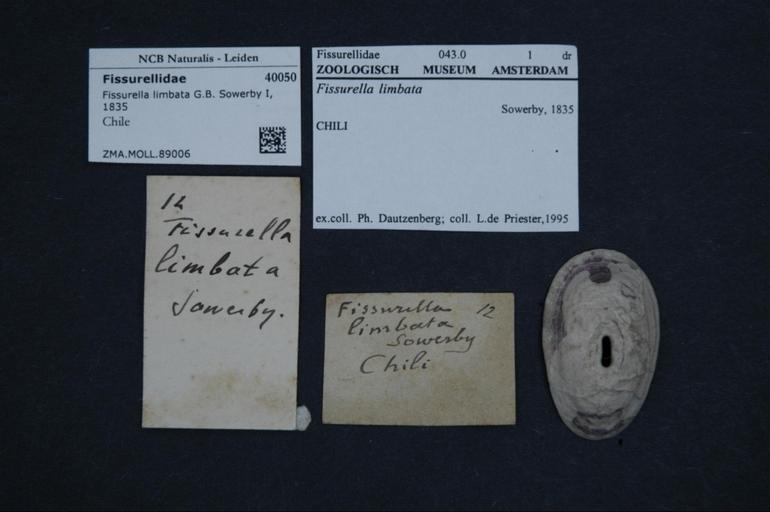 NCB Naturalis - Leiden
Fissurellidae 40050
Fissurella limbata G.B. Sowerby I,
1835
Chile
ZMA.MOLL.89006
Fissurellidae 043.0 1 dr
ZOOLOGISCH MUSEUM AMSTERDAM
Fissurella limbata
Sowerby, 1835
CHILI
ex.coll. Ph. Dautzenberg; coll. L.de Priester,1995
12
Fissurella
limbata
Sowerby.
Fissurella 12
limbata
Sowerby
Chili